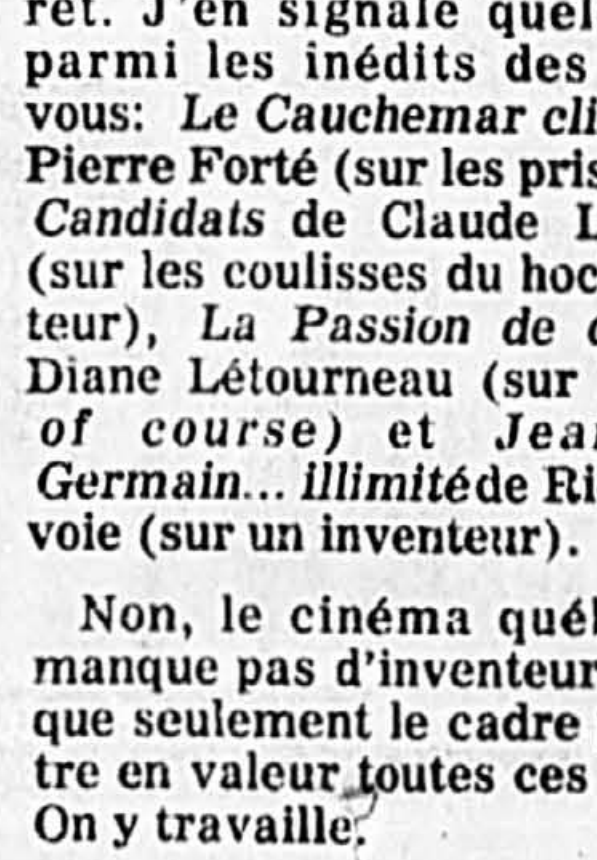 ret. J'en signale quel
parmi les inédits des
vous: Le Cauchemar cli
Pierre Forté (sur les pris
Candidats de Claude L
(sur les coulisses du hoc
teur), La Passion de d
Diane Létourneau (sur
of course) et Jean
Germain... illimité de Ri
voie (sur un inventeur).
Non, le cinéma québ
manque pas d'inventeur
que seulement le cadre
tre en valeur toutes ces
On y travaille.